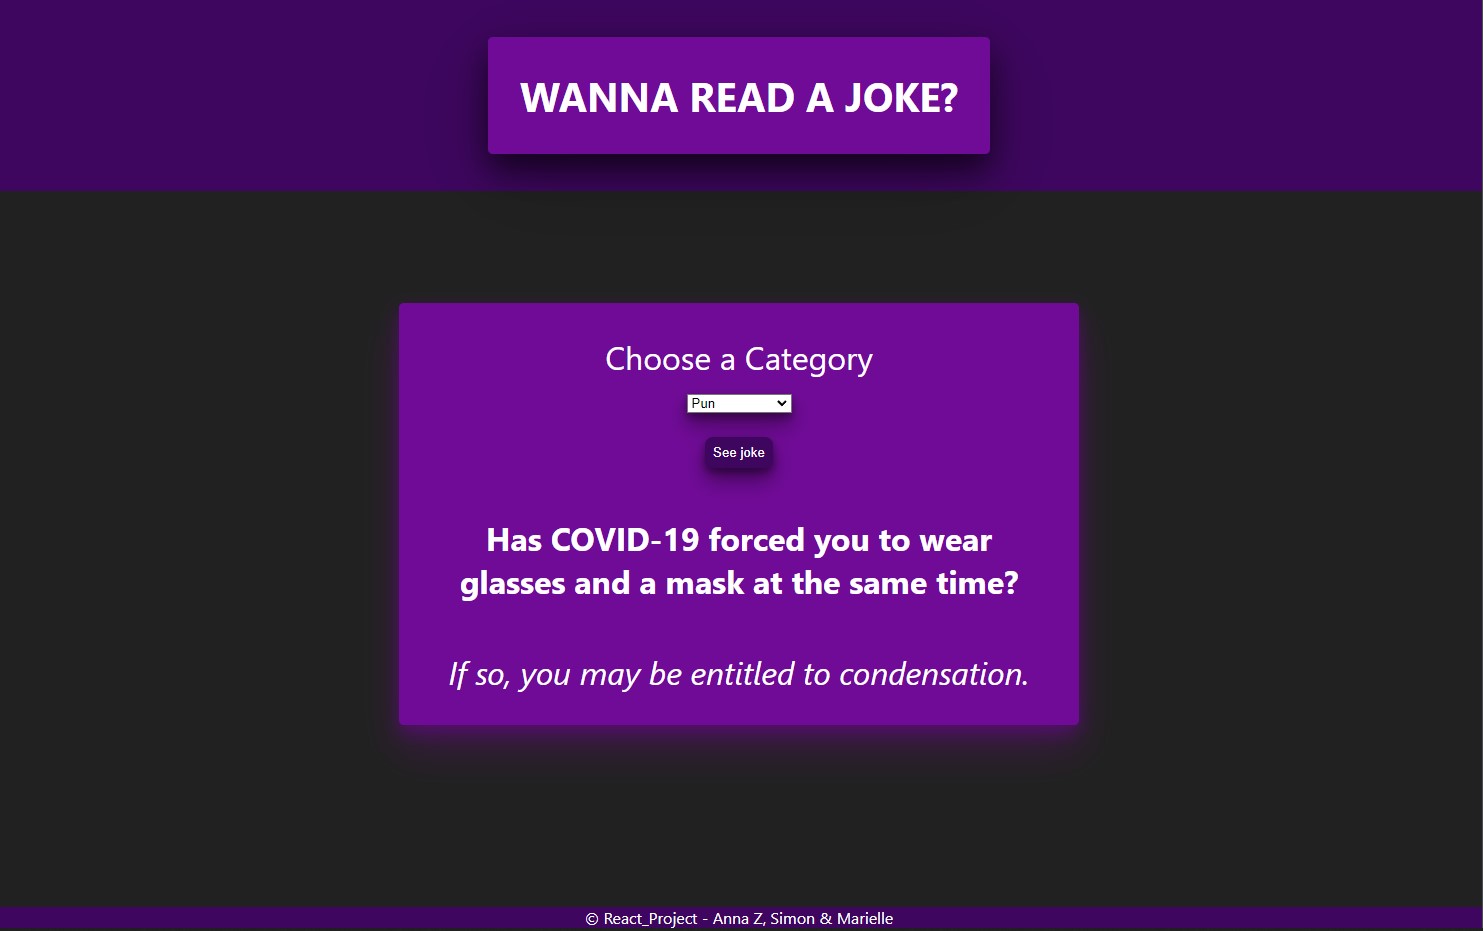 WANNA READ A JOKE?
Choose a Category
Pun
See joke
Has COVID-19 forced you to wear
glasses and a mask at the same time?
If so, you may be entitled to condensation.
© React_Project - Anna Z, Simon & Marielle